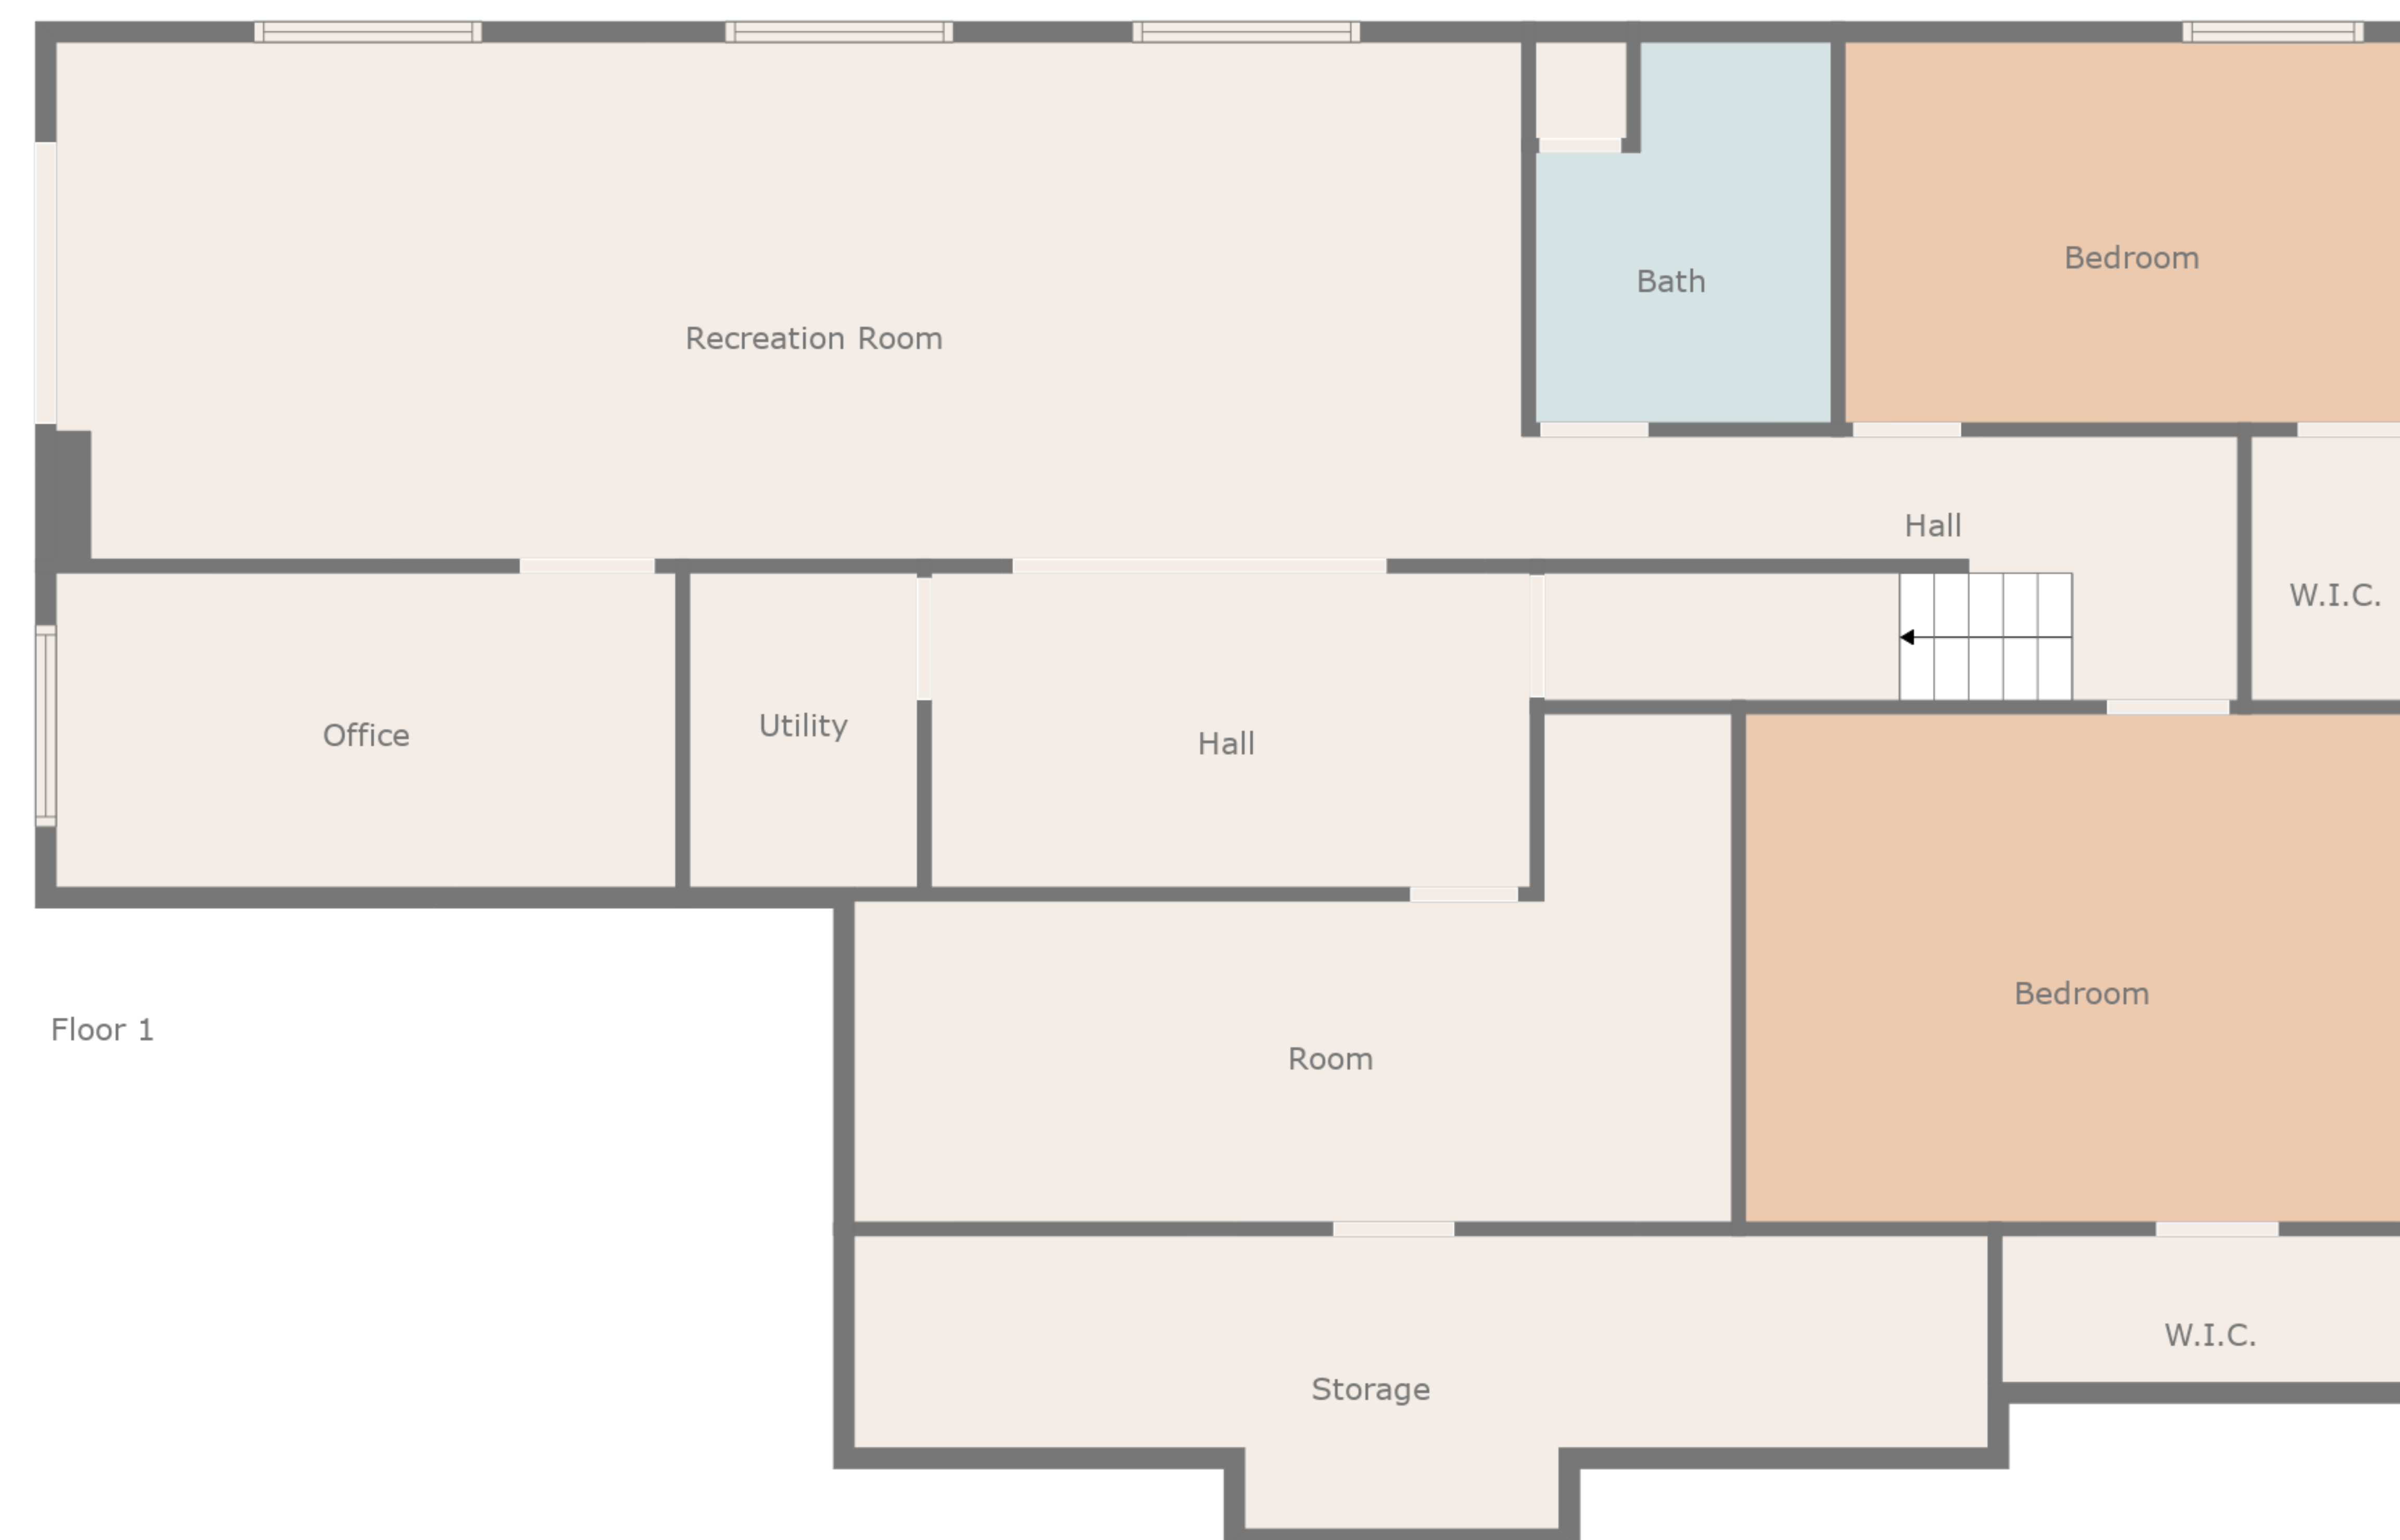 Bedroom
Bath
Recreation Room
Hall
W.I.C.
Office
Utility
Hall
Bedroom
Floor 1
Room
W.I.C.
Storage